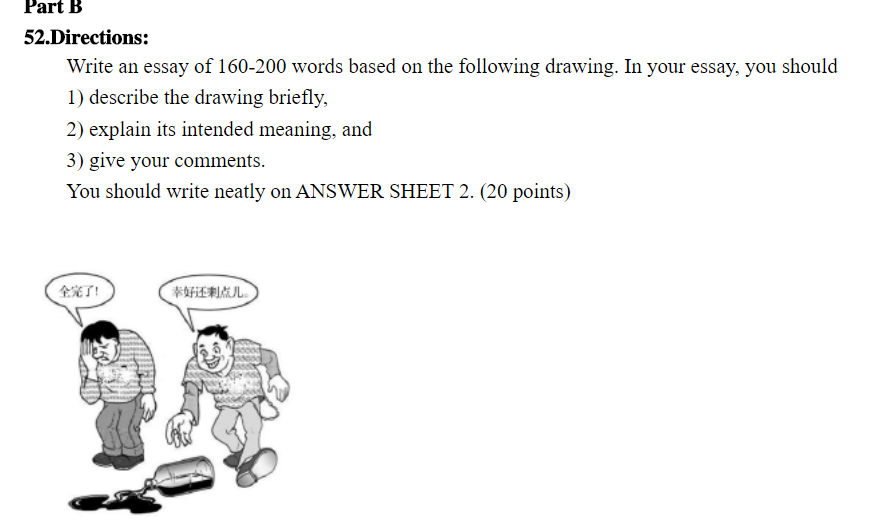 Part B
52.Directions:
Write an essay of 160-200 words based on the following drawing. In your essay, you should
1) describe the drawing briefly,
2) explain its intended meaning, and
3) give your comments.
You should write neatly on ANSWER SHEET 2. (20 points)
全完了!
幸好还剩点儿。